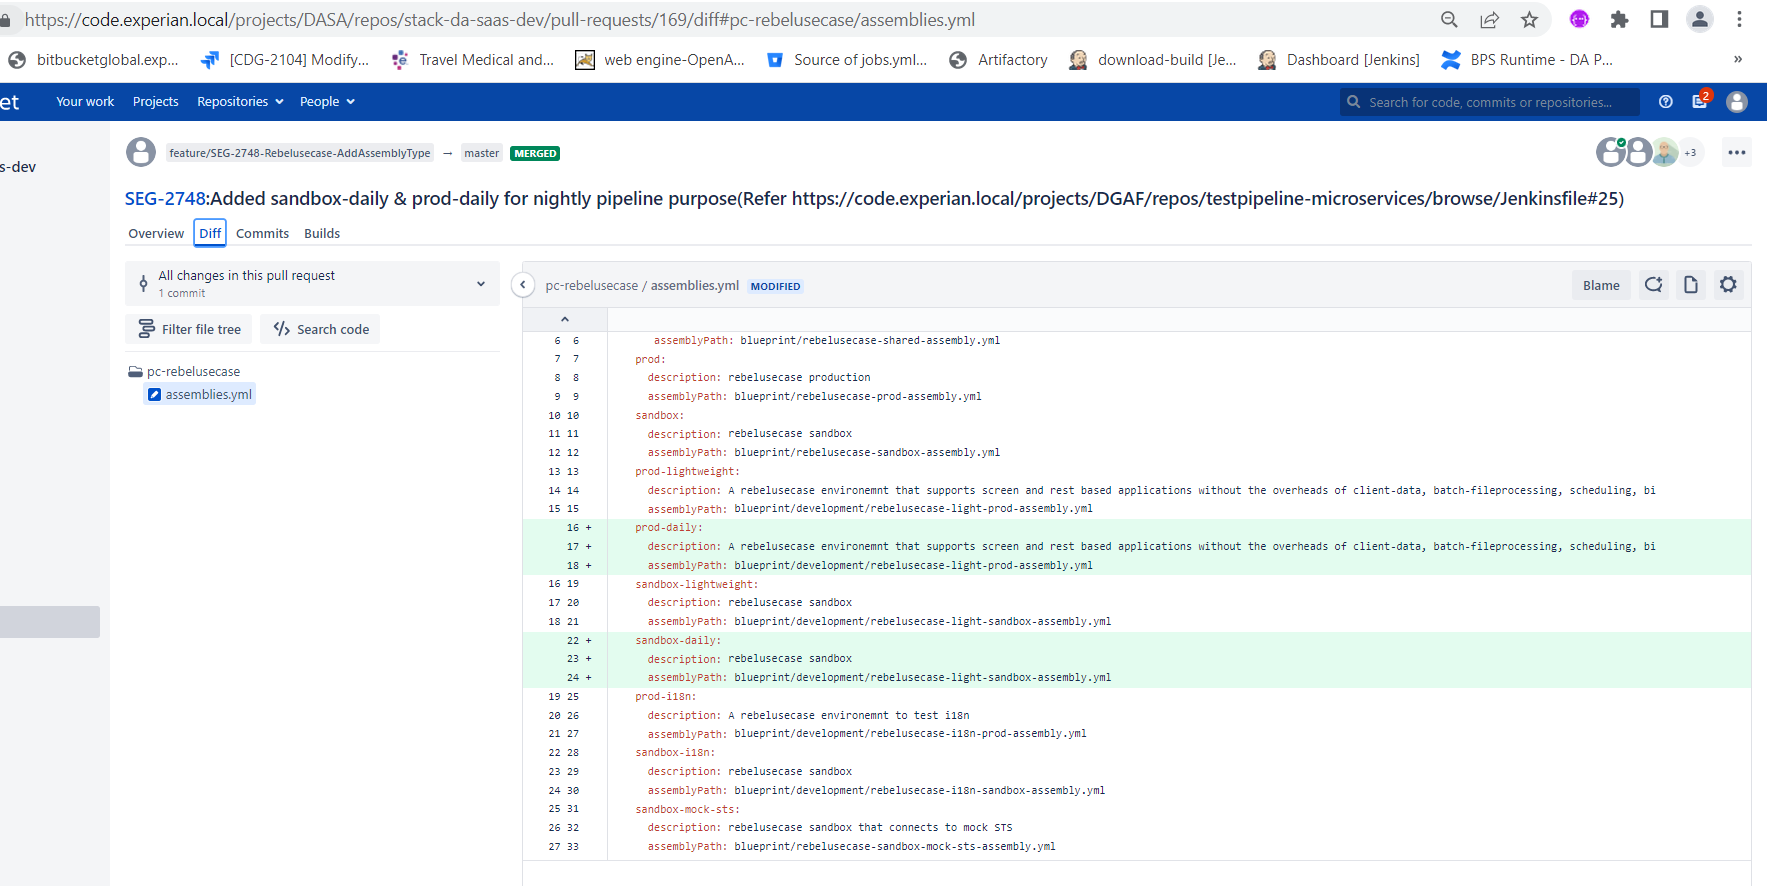 https://code.experian.local/projects/DASA/repos/stack-da-saas-dev/pull-requests/169/diff#pc-rebelusecase/assemblies.yml
bitbucketglobal.exp... [CDG-2104] Modify... Travel Medical and... web engine-OpenA... Source of jobs.yml... Artifactory download-build [Je... Dashboard [Jenkins] BPS Runtime - DA P... »
et Your work Projects Repositories People Search for code, commits or repositories... 2
s-dev
feature/SEG-2748-Rebelusecase-AddAssemblyType → master MERGED +3
SEG-2748:Added sandbox-daily & prod-daily for nightly pipeline purpose(Refer https://code.experian.local/projects/DGAF/repos/testpipeline-microservices/browse/Jenkinsfile#25)
Overview Diff Commits Builds
All changes in this pull request
1 commit
Filter file tree Search code
pc-rebelusecase
assemblies.yml
pc-rebelusecase / assemblies.yml MODIFIED Blame
6 6 assemblyPath: blueprint/rebelusecase-shared-assembly.yml
7 7 prod:
8 8 description: rebelusecase production
9 9 assemblyPath: blueprint/rebelusecase-prod-assembly.yml
10 10 sandbox:
11 11 description: rebelusecase sandbox
12 12 assemblyPath: blueprint/rebelusecase-sandbox-assembly.yml
13 13 prod-lightweight:
14 14 description: A rebelusecase environemnt that supports screen and rest based applications without the overheads of client-data, batch-fileprocessing, scheduling, bi
15 15 assemblyPath: blueprint/development/rebelusecase-light-prod-assembly.yml
16 + prod-daily:
17 + description: A rebelusecase environemnt that supports screen and rest based applications without the overheads of client-data, batch-fileprocessing, scheduling, bi
18 + assemblyPath: blueprint/development/rebelusecase-light-prod-assembly.yml
16 19 sandbox-lightweight:
17 20 description: rebelusecase sandbox
18 21 assemblyPath: blueprint/development/rebelusecase-light-sandbox-assembly.yml
22 + sandbox-daily:
23 + description: rebelusecase sandbox
24 + assemblyPath: blueprint/development/rebelusecase-light-sandbox-assembly.yml
19 25 prod-i18n:
20 26 description: A rebelusecase environemnt to test i18n
21 27 assemblyPath: blueprint/development/rebelusecase-i18n-prod-assembly.yml
22 28 sandbox-i18n:
23 29 description: rebelusecase sandbox
24 30 assemblyPath: blueprint/development/rebelusecase-i18n-sandbox-assembly.yml
25 31 sandbox-mock-sts:
26 32 description: rebelusecase sandbox that connects to mock STS
27 33 assemblyPath: blueprint/rebelusecase-sandbox-mock-sts-assembly.yml